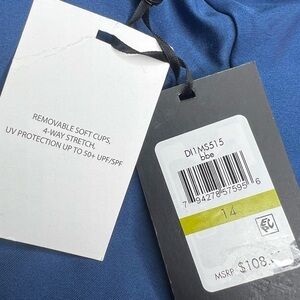 REMOVABLE SOFT CUPS,
4-WAY STRETCH,
UV PROTECTION UP TO 50+ UPF/SPF
DI1MS515
bbe
7 94278 57595 6
14
MSRP $108.